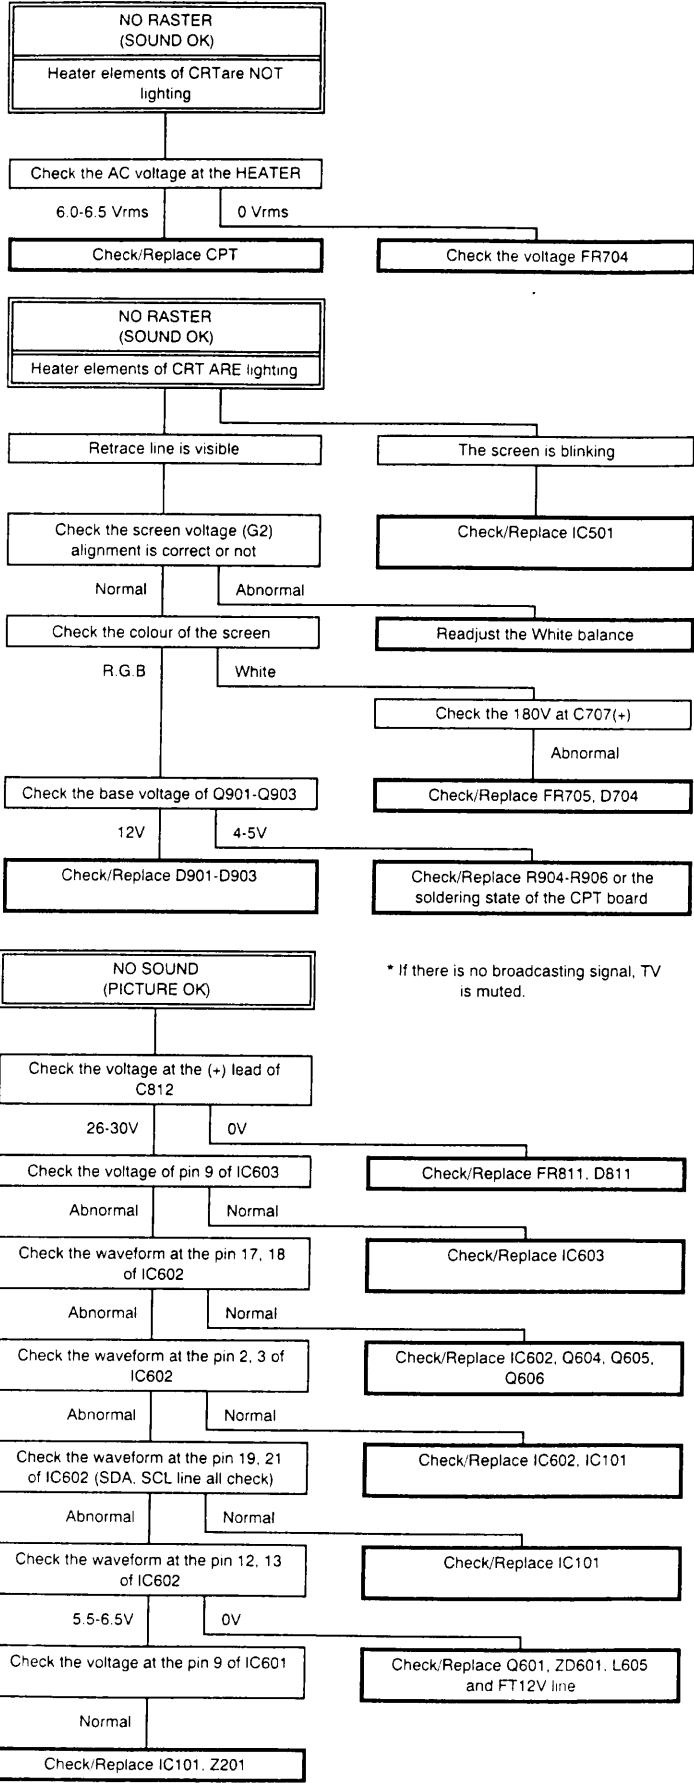 NO RASTER
(SOUND OK)
Heater elements of CRTare NOT
lighting
Check the AC voltage at the HEATER
6.0-6.5 Vrms
0 Vrms
Check/Replace CPT
Check the voltage FR704
NO RASTER
(SOUND OK)
Heater elements of CRT ARE lighting
Retrace line is visible
The screen is blinking
Check the screen voltage (G2)
alignment is correct or not
Check/Replace IC501
Normal
Abnormal
Check the colour of the screen
Readjust the White balance
R.G.B
White
Check the 180V at C707(+)
Abnormal
Check the base voltage of Q901-Q903
Check/Replace FR705, D704
12V
4-5V
Check/Replace D901-D903
Check/Replace R904-R906 or the
soldering state of the CPT board
NO SOUND
(PICTURE OK)
* If there is no broadcasting signal, TV
is muted.
Check the voltage at the (+) lead of
C812
26-30V
0V
Check the voltage of pin 9 of IC603
Check/Replace FR811, D811
Abnormal
Normal
Check the waveform at the pin 17, 18
of IC602
Check/Replace IC603
Abnormal
Normal
Check the waveform at the pin 2, 3 of
IC602
Check/Replace IC602, Q604, Q605,
Q606
Abnormal
Normal
Check the waveform at the pin 19, 21
of IC602 (SDA, SCL line all check)
Check/Replace IC602, IC101
Abnormal
Normal
Check the waveform at the pin 12, 13
of IC602
Check/Replace IC101
5.5-6.5V
0V
Check the voltage at the pin 9 of IC601
Check/Replace Q601, ZD601, L605
and FT12V line
Normal
Check/Replace IC101, Z201